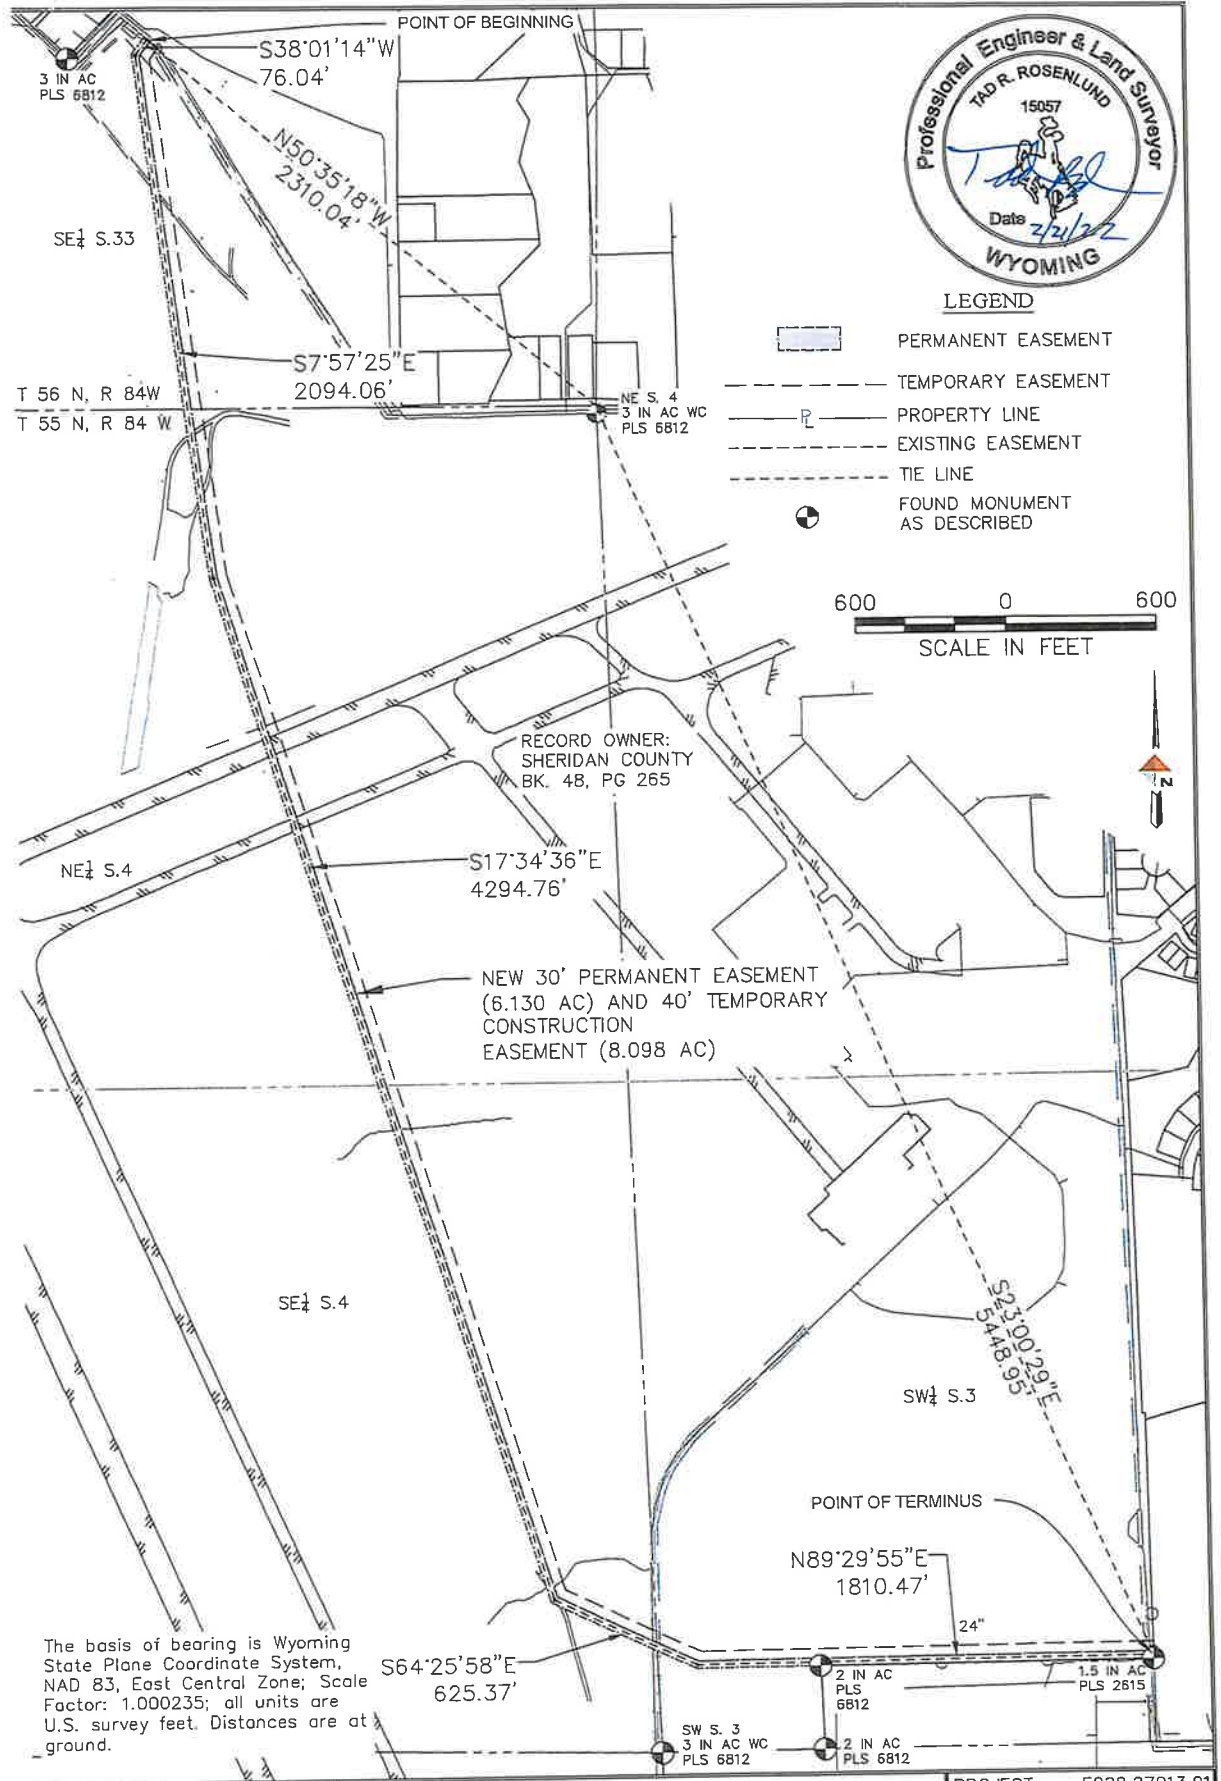 POINT OF BEGINNING
S38°01'14"W
76.04'
3 IN AC
PLS 6812
N50°35'18"W
2310.04'
SE¼ S.33
S7°57'25"E
2094.06'
T 56 N, R 84W
T 55 N, R 84 W
NE S. 4
3 IN AC WC
PLS 6812
Professional Engineer & Land Surveyor
TAD R. ROSENLUND
15057
Date 2/21/22
WYOMING
LEGEND
PERMANENT EASEMENT
TEMPORARY EASEMENT
PL PROPERTY LINE
EXISTING EASEMENT
TIE LINE
FOUND MONUMENT
AS DESCRIBED
600 0 600
SCALE IN FEET
N
RECORD OWNER:
SHERIDAN COUNTY
BK. 48, PG 265
NE¼ S.4
S17°34'36"E
4294.76'
NEW 30' PERMANENT EASEMENT
(6.130 AC) AND 40' TEMPORARY
CONSTRUCTION
EASEMENT (8.098 AC)
SE¼ S.4
S23°00'29"E
5448.95'
SW¼ S.3
POINT OF TERMINUS
N89°29'55"E
1810.47'
24"
The basis of bearing is Wyoming
State Plane Coordinate System,
NAD 83, East Central Zone; Scale
Factor: 1.000235; all units are
U.S. survey feet. Distances are at
ground.
S64°25'58"E
625.37'
2 IN AC
PLS
6812
1.5 IN AC
PLS 2615
SW S. 3
3 IN AC WC
PLS 6812
2 IN AC
PLS 6812